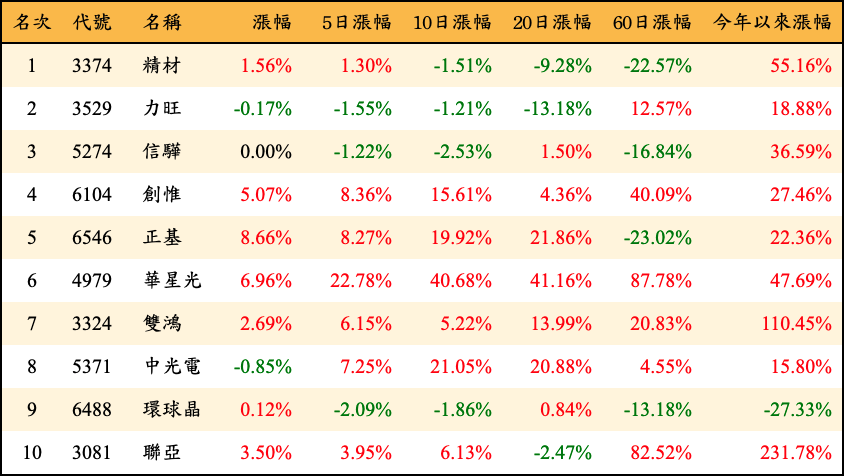 名次 代號 名稱 漲幅 5日漲幅 10日漲幅 20日漲幅 60日漲幅 今年以來漲幅
1 3374 精材 1.56% 1.30% -1.51% -9.28% -22.57% 55.16%
2 3529 力旺 -0.17% -1.55% -1.21% -13.18% 12.57% 18.88%
3 5274 信驊 0.00% -1.22% -2.53% 1.50% -16.84% 36.59%
4 6104 創惟 5.07% 8.36% 15.61% 4.36% 40.09% 27.46%
5 6546 正基 8.66% 8.27% 19.92% 21.86% -23.02% 22.36%
6 4979 華星光 6.96% 22.78% 40.68% 41.16% 87.78% 47.69%
7 3324 雙鴻 2.69% 6.15% 5.22% 13.99% 20.83% 110.45%
8 5371 中光電 -0.85% 7.25% 21.05% 20.88% 4.55% 15.80%
9 6488 環球晶 0.12% -2.09% -1.86% 0.84% -13.18% -27.33%
10 3081 聯亞 3.50% 3.95% 6.13% -2.47% 82.52% 231.78%